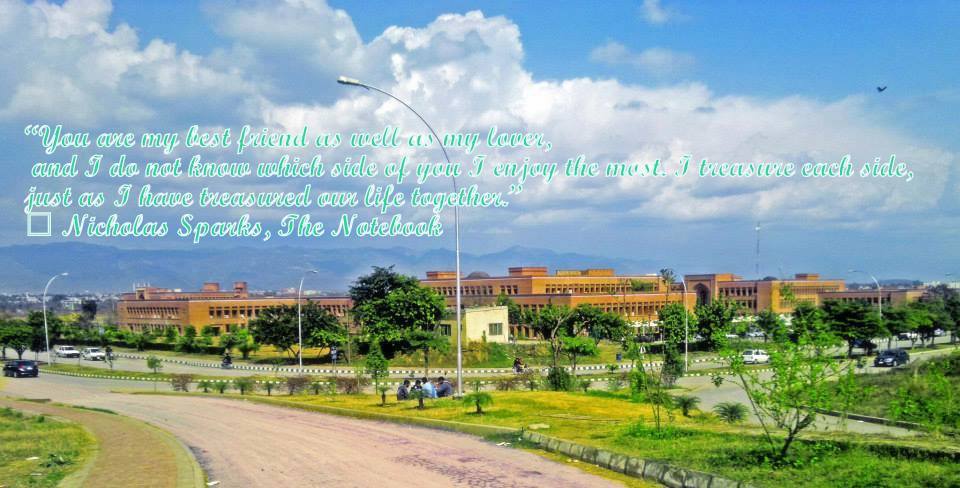 “You are my best friend as well as my lover,
and I do not know which side of you I enjoy the most. I treasure each side,
just as I have treasured our life together.”
□ Nicholas Sparks, The Notebook